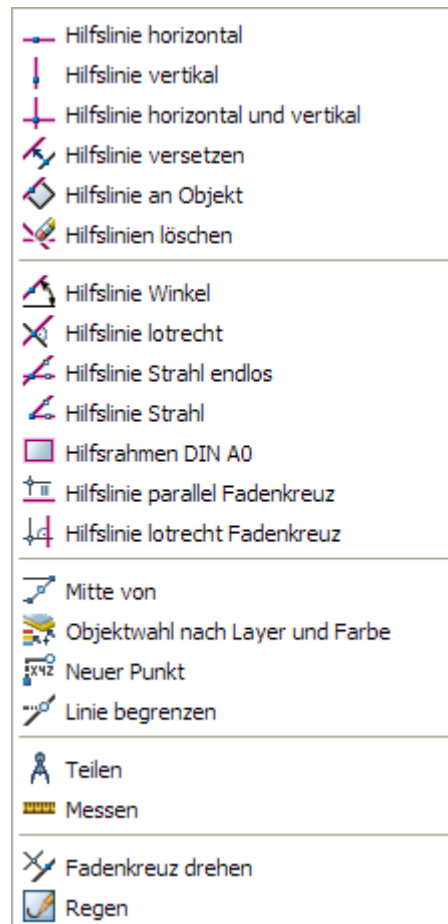 Hilfslinie horizontal
Hilfslinie vertikal
Hilfslinie horizontal und vertikal
Hilfslinie versetzen
Hilfslinie an Objekt
Hilfslinien löschen
Hilfslinie Winkel
Hilfslinie lotrecht
Hilfslinie Strahl endlos
Hilfslinie Strahl
Hilfsrahmen DIN A0
Hilfslinie parallel Fadenkreuz
Hilfslinie lotrecht Fadenkreuz
Mitte von
Objektwahl nach Layer und Farbe
Neuer Punkt
Linie begrenzen
Teilen
Messen
Fadenkreuz drehen
Regen